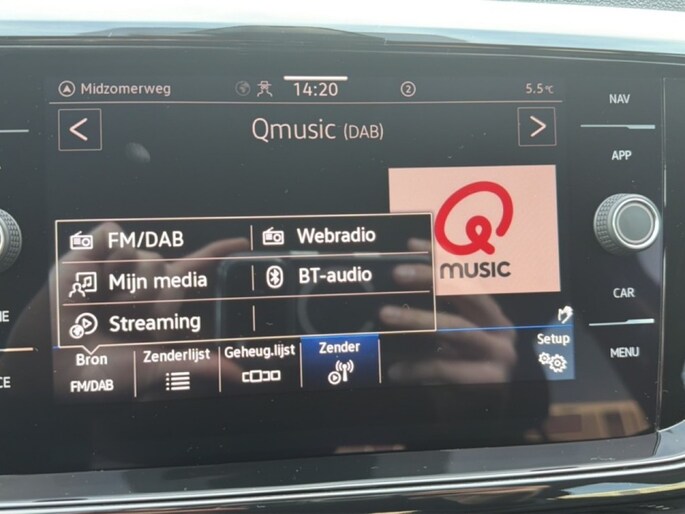 Midzomerweg 14:20 2 5.5°C
NAV
Qmusic (DAB)
APP
FM/DAB Webradio
Q MUSIC
Mijn media BT-audio
CAR
Streaming
Bron Zenderlijst Geheug.lijst Zender Setup
FM/DAB
MENU